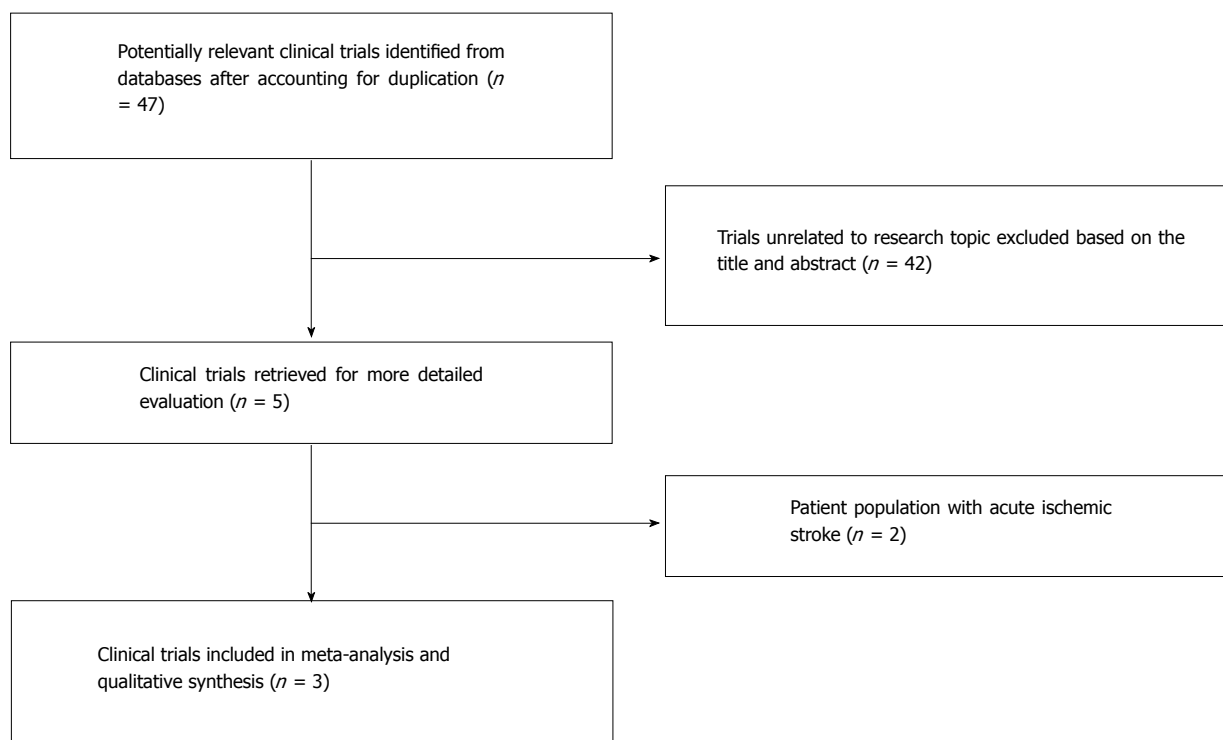 Potentially relevant clinical trials identified from
databases after accounting for duplication (n
= 47)
Trials unrelated to research topic excluded based on the
title and abstract (n = 42)
Clinical trials retrieved for more detailed
evaluation (n = 5)
Patient population with acute ischemic
stroke (n = 2)
Clinical trials included in meta-analysis and
qualitative synthesis (n = 3)